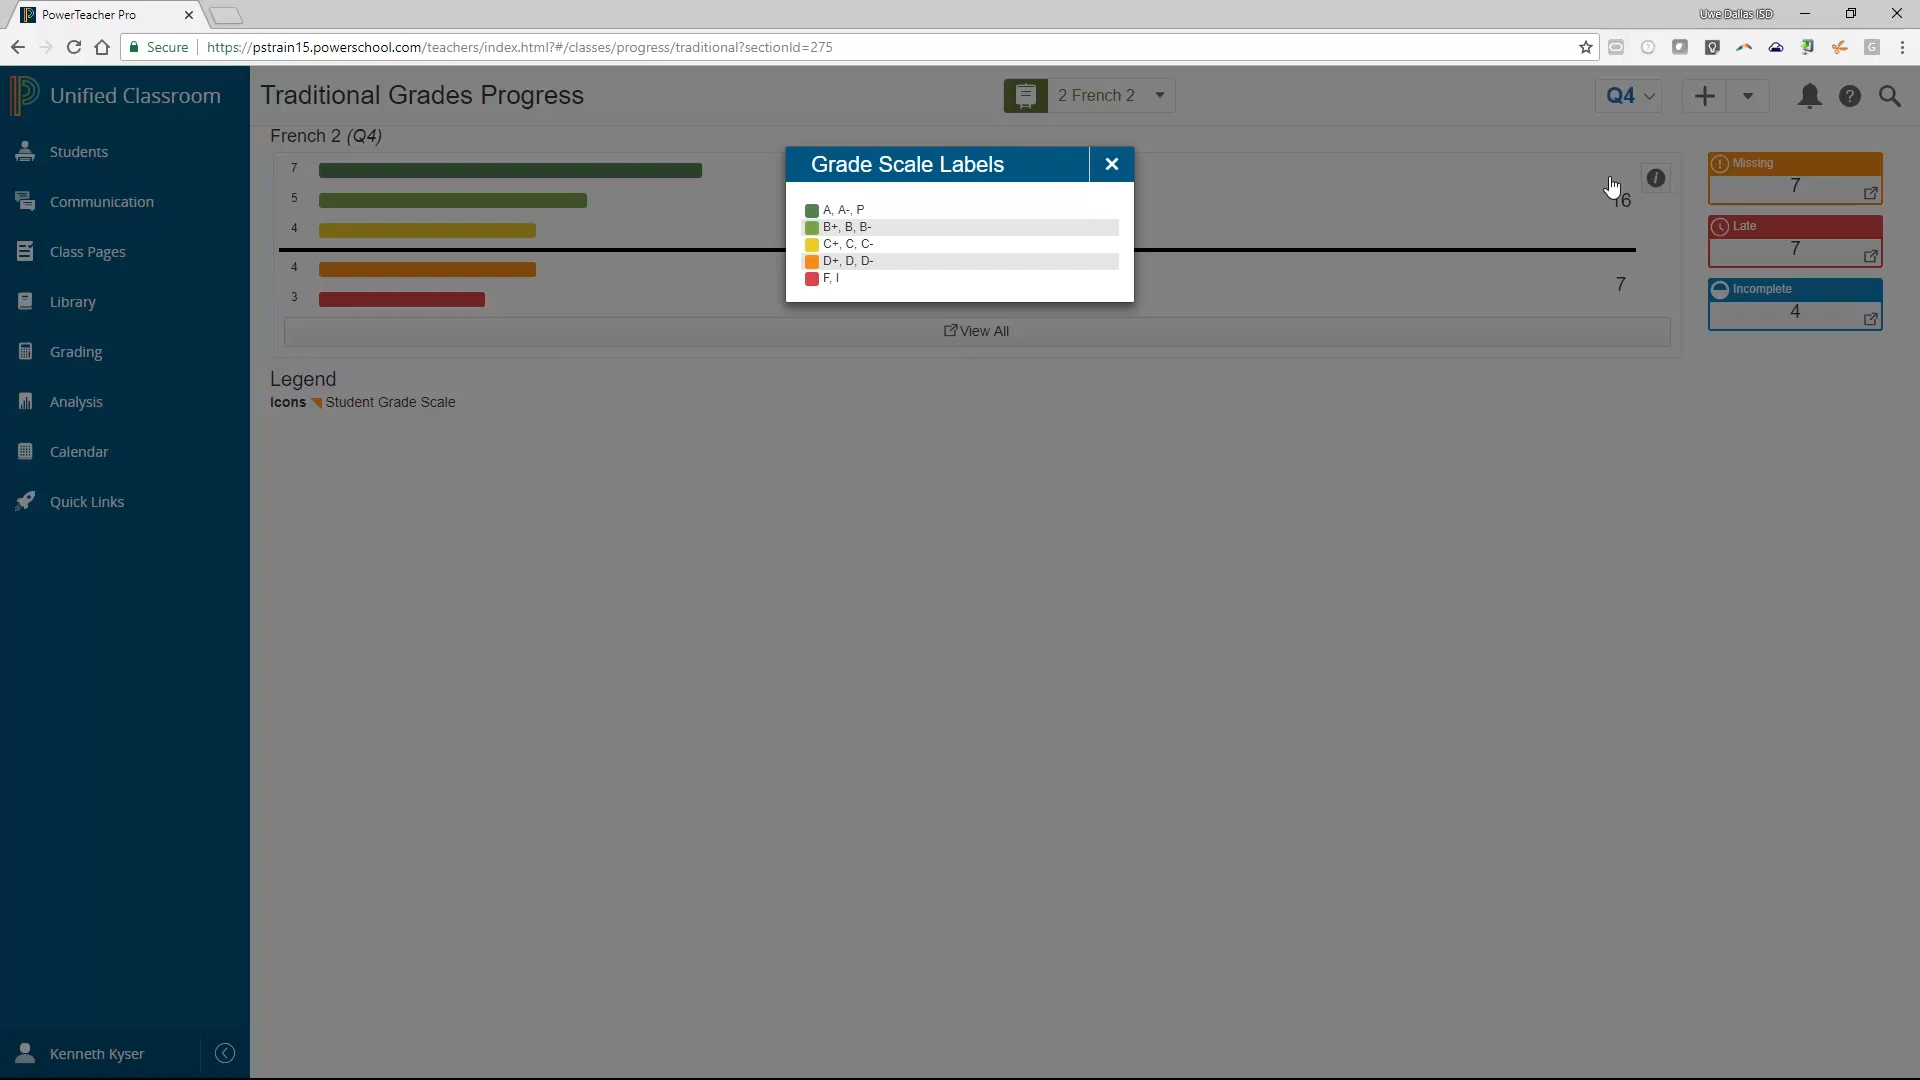 PowerTeacher Pro
Uwe Dallas ISD
Secure
https://pstrain15.powerschool.com/teachers/index.html?#/classes/progress/traditional?sectionId=275
Unified Classroom
Traditional Grades Progress
2 French 2
Q4
Students
Communication
Class Pages
Library
Grading
Analysis
Calendar
Quick Links
Kenneth Kyser
French 2 (Q4)
7
5
4
4
3
16
7
View All
Legend
Icons Student Grade Scale
Grade Scale Labels
A, A-, P
B+, B, B-
C+, C, C-
D+, D, D-
F, I
Missing
7
Late
7
Incomplete
4